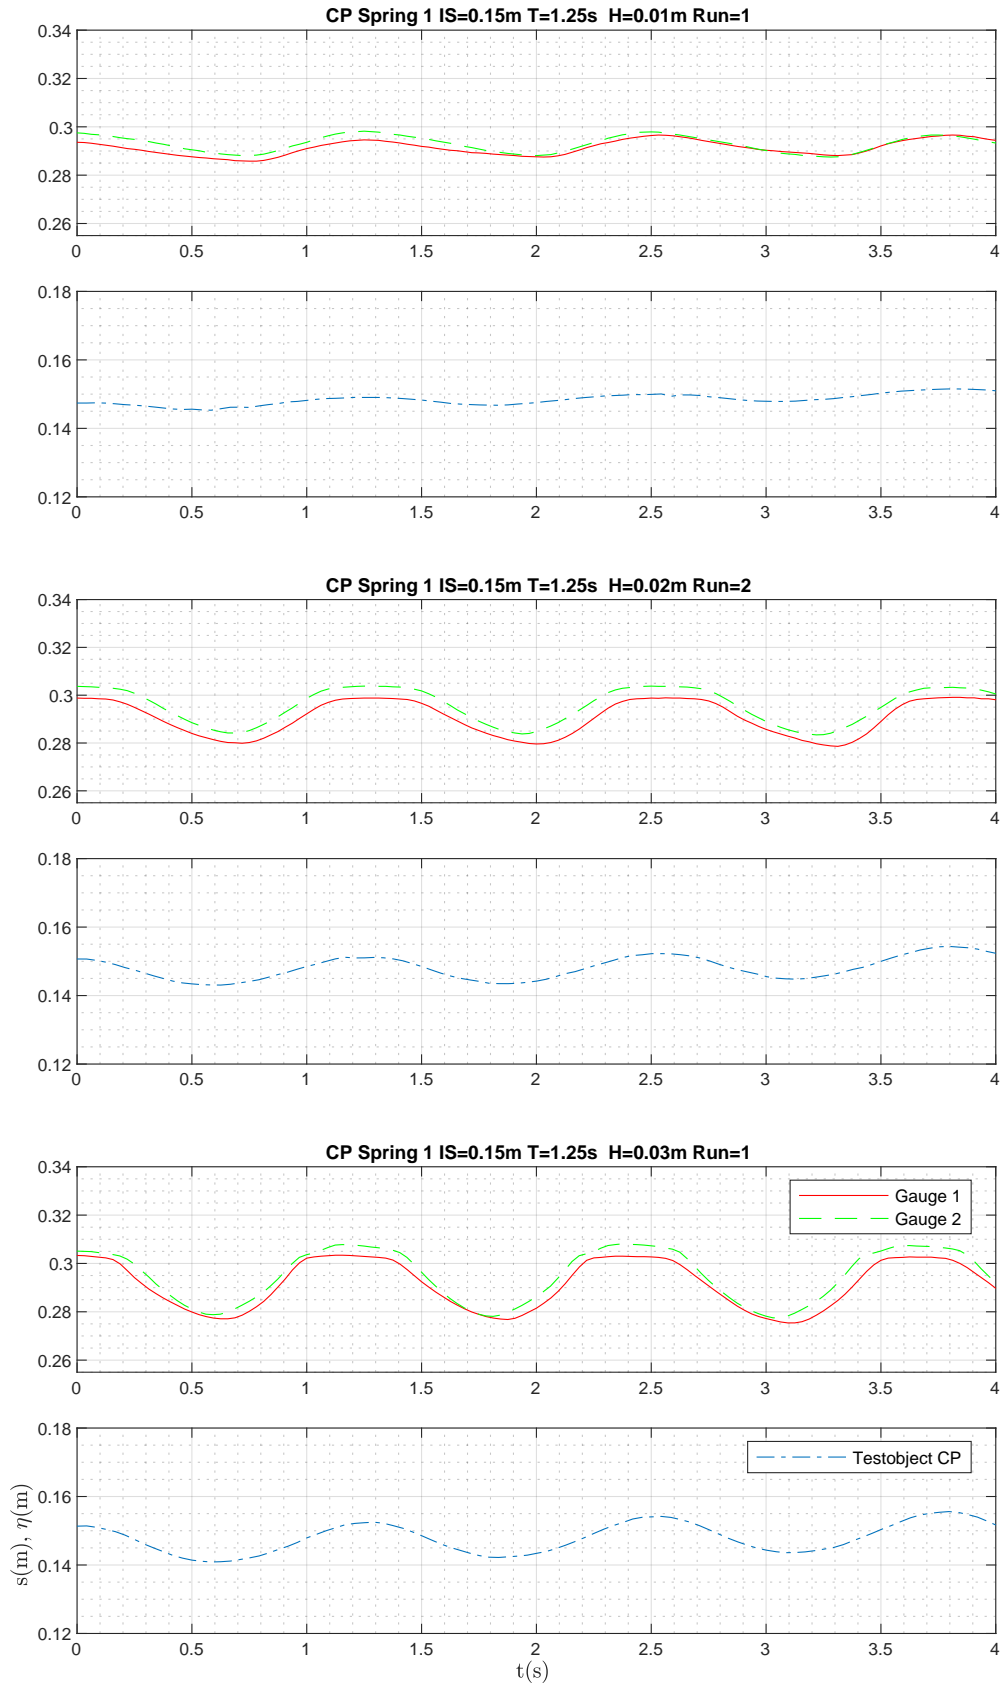 CP Spring 1 IS=0.15m T=1.25s  H=0.01m Run=1
0.34
0.32
0.3
0.28
0.26
0 0.5 1 1.5 2 2.5 3 3.5 4
0.18
0.16
0.14
0.12
0 0.5 1 1.5 2 2.5 3 3.5 4
CP Spring 1 IS=0.15m T=1.25s  H=0.02m Run=2
0.34
0.32
0.3
0.28
0.26
0 0.5 1 1.5 2 2.5 3 3.5 4
0.18
0.16
0.14
0.12
0 0.5 1 1.5 2 2.5 3 3.5 4
CP Spring 1 IS=0.15m T=1.25s  H=0.03m Run=1
0.34
0.32
0.3
0.28
0.26
Gauge 1
Gauge 2
0 0.5 1 1.5 2 2.5 3 3.5 4
0.18
0.16
0.14
0.12
Testobject CP
s(m), η(m)
0 0.5 1 1.5 2 2.5 3 3.5 4
t(s)